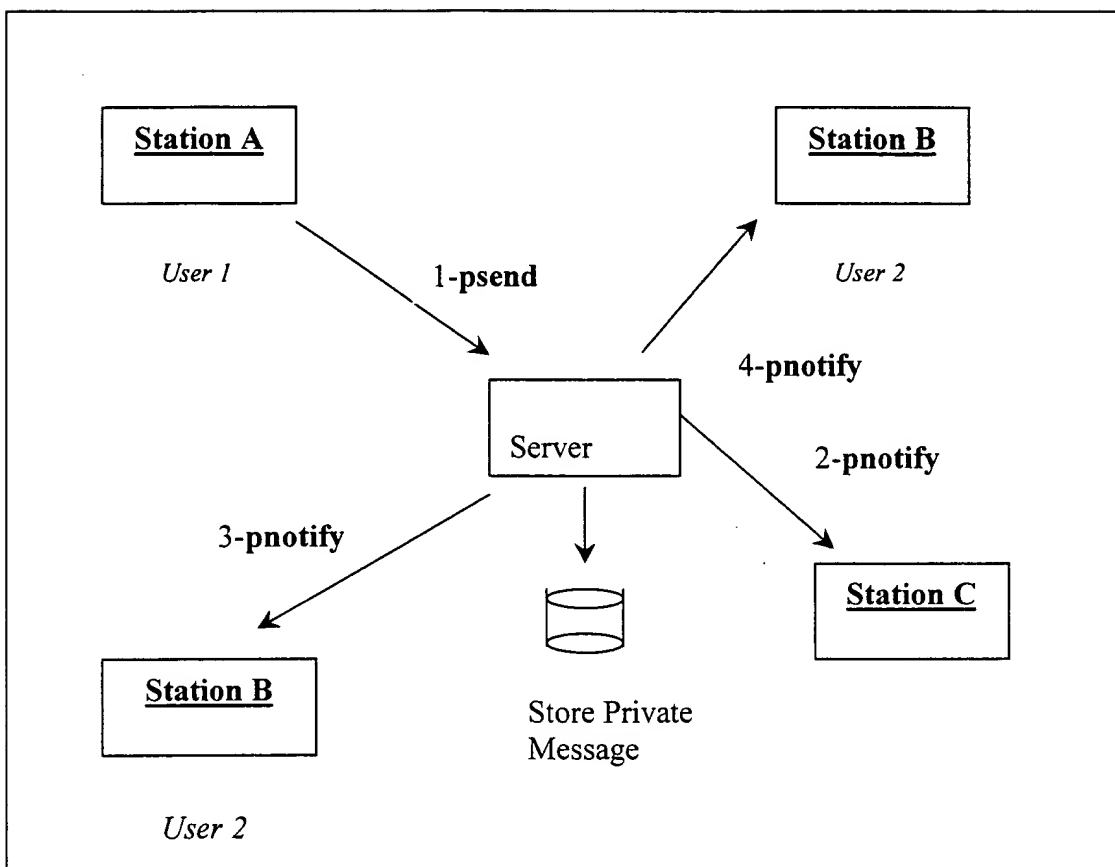 Station A
Station B
User 1
User 2
1-psend
4-pnotify
Server
2-pnotify
3-pnotify
Station C
Station B
Store Private
Message
User 2